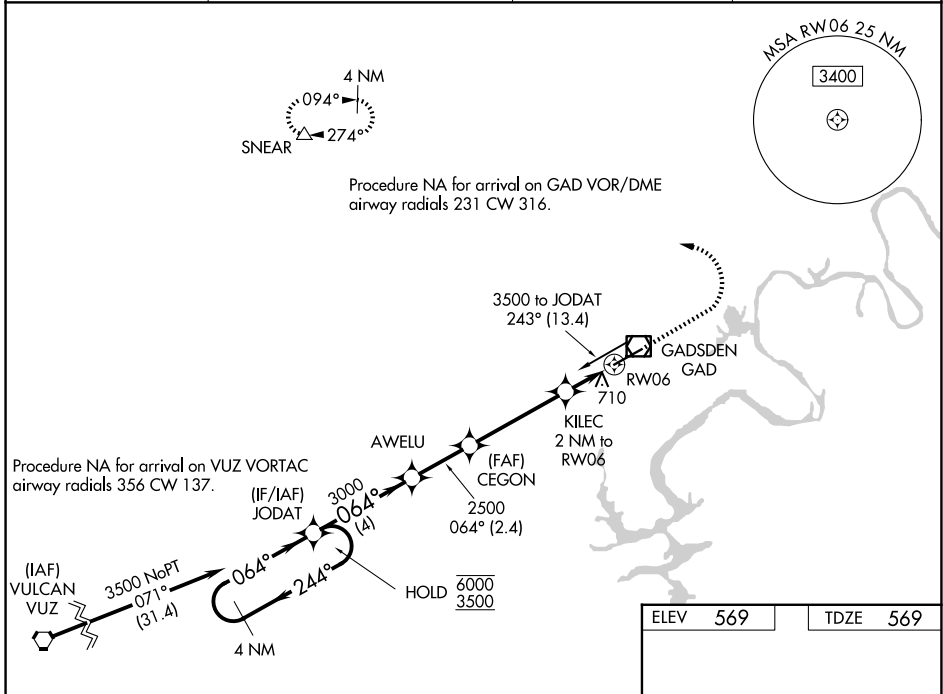 MSA RW06 25 NM
3400
4 NM
094°
274°
SNEAR
Procedure NA for arrival on GAD VOR/DME
airway radials 231 CW 316.
3500 to JODAT
243° (13.4)
GADSDEN
GAD
RW06
710
KILEC
2 NM to
RW06
AWELU
(FAF)
CEGON
2500
064° (2.4)
Procedure NA for arrival on VUZ VORTAC
airway radials 356 CW 137.
(IF/IAF)
JODAT
3000
064°
(4)
(IAF)
VULCAN
VUZ
3500 NoPT
071°
(31.4)
064°
244°
HOLD 6000
3500
4 NM
ELEV 569
TDZE 569